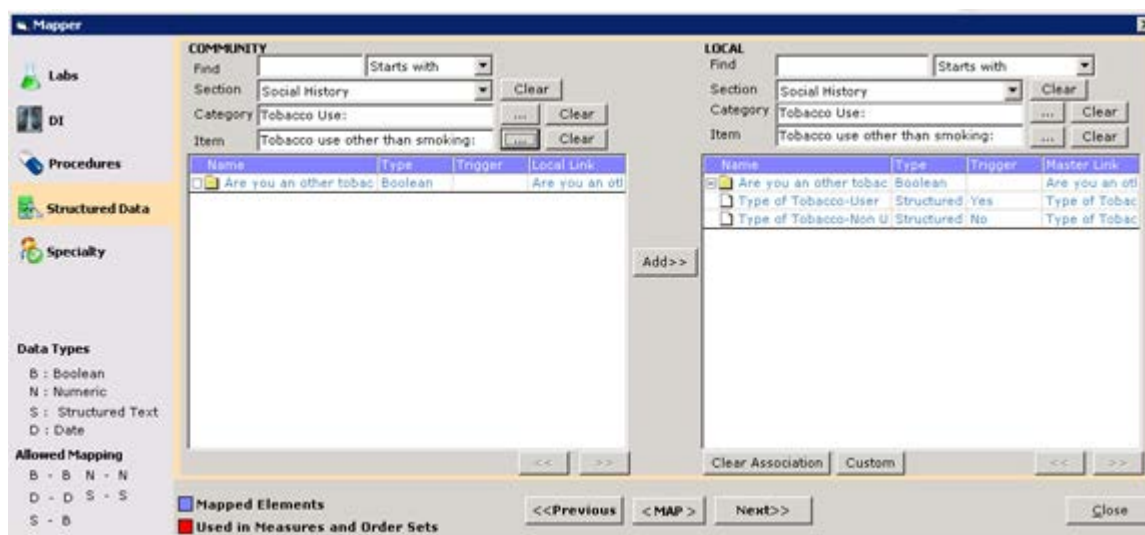 Mapper
Labs
DI
Procedures
Structured Data
Specialty
Data Types
B : Boolean
N : Numeric
S : Structured Text
D : Date
Allowed Mapping
B - B N - N
D - D S - S
S - B
COMMUNITY
Find Starts with
Section Social History Clear
Category Tobacco Use: ... Clear
Item Tobacco use other than smoking: ... Clear
Name Type Trigger Local Link
Are you an other tobac Boolean Are you an otl
<< >>
Add>>
LOCAL
Find Starts with
Section Social History Clear
Category Tobacco Use: ... Clear
Item Tobacco use other than smoking: ... Clear
Name Type Trigger Master Link
Are you an other tobac Boolean Are you an otl
Type of Tobacco-User Structured Yes Type of Tobac
Type of Tobacco-Non U Structured No Type of Tobac
Clear Association Custom << >>
Mapped Elements
Used in Measures and Order Sets
<<Previous < MAP > Next>> Close